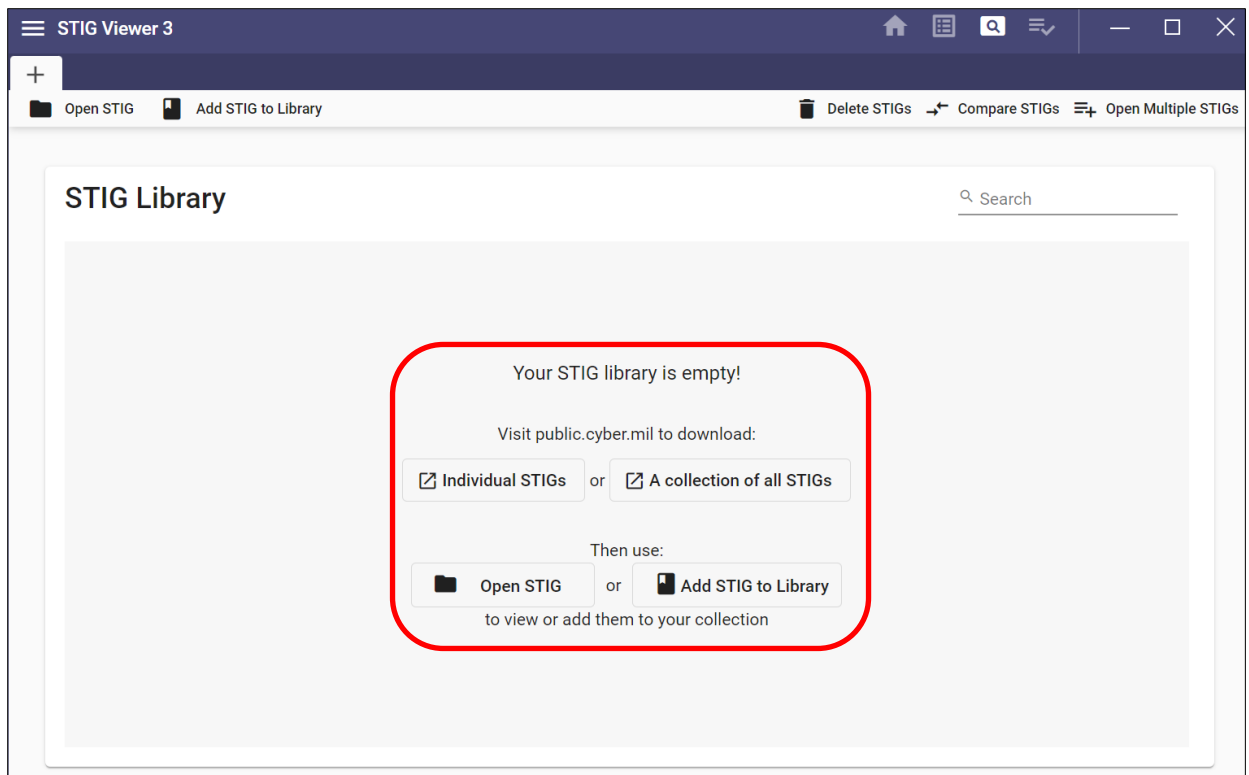 STIG Viewer 3
Open STIG Add STIG to Library Delete STIGs Compare STIGs Open Multiple STIGs
STIG Library Search
Your STIG library is empty!
Visit public.cyber.mil to download:
Individual STIGs or A collection of all STIGs
Then use:
Open STIG or Add STIG to Library
to view or add them to your collection